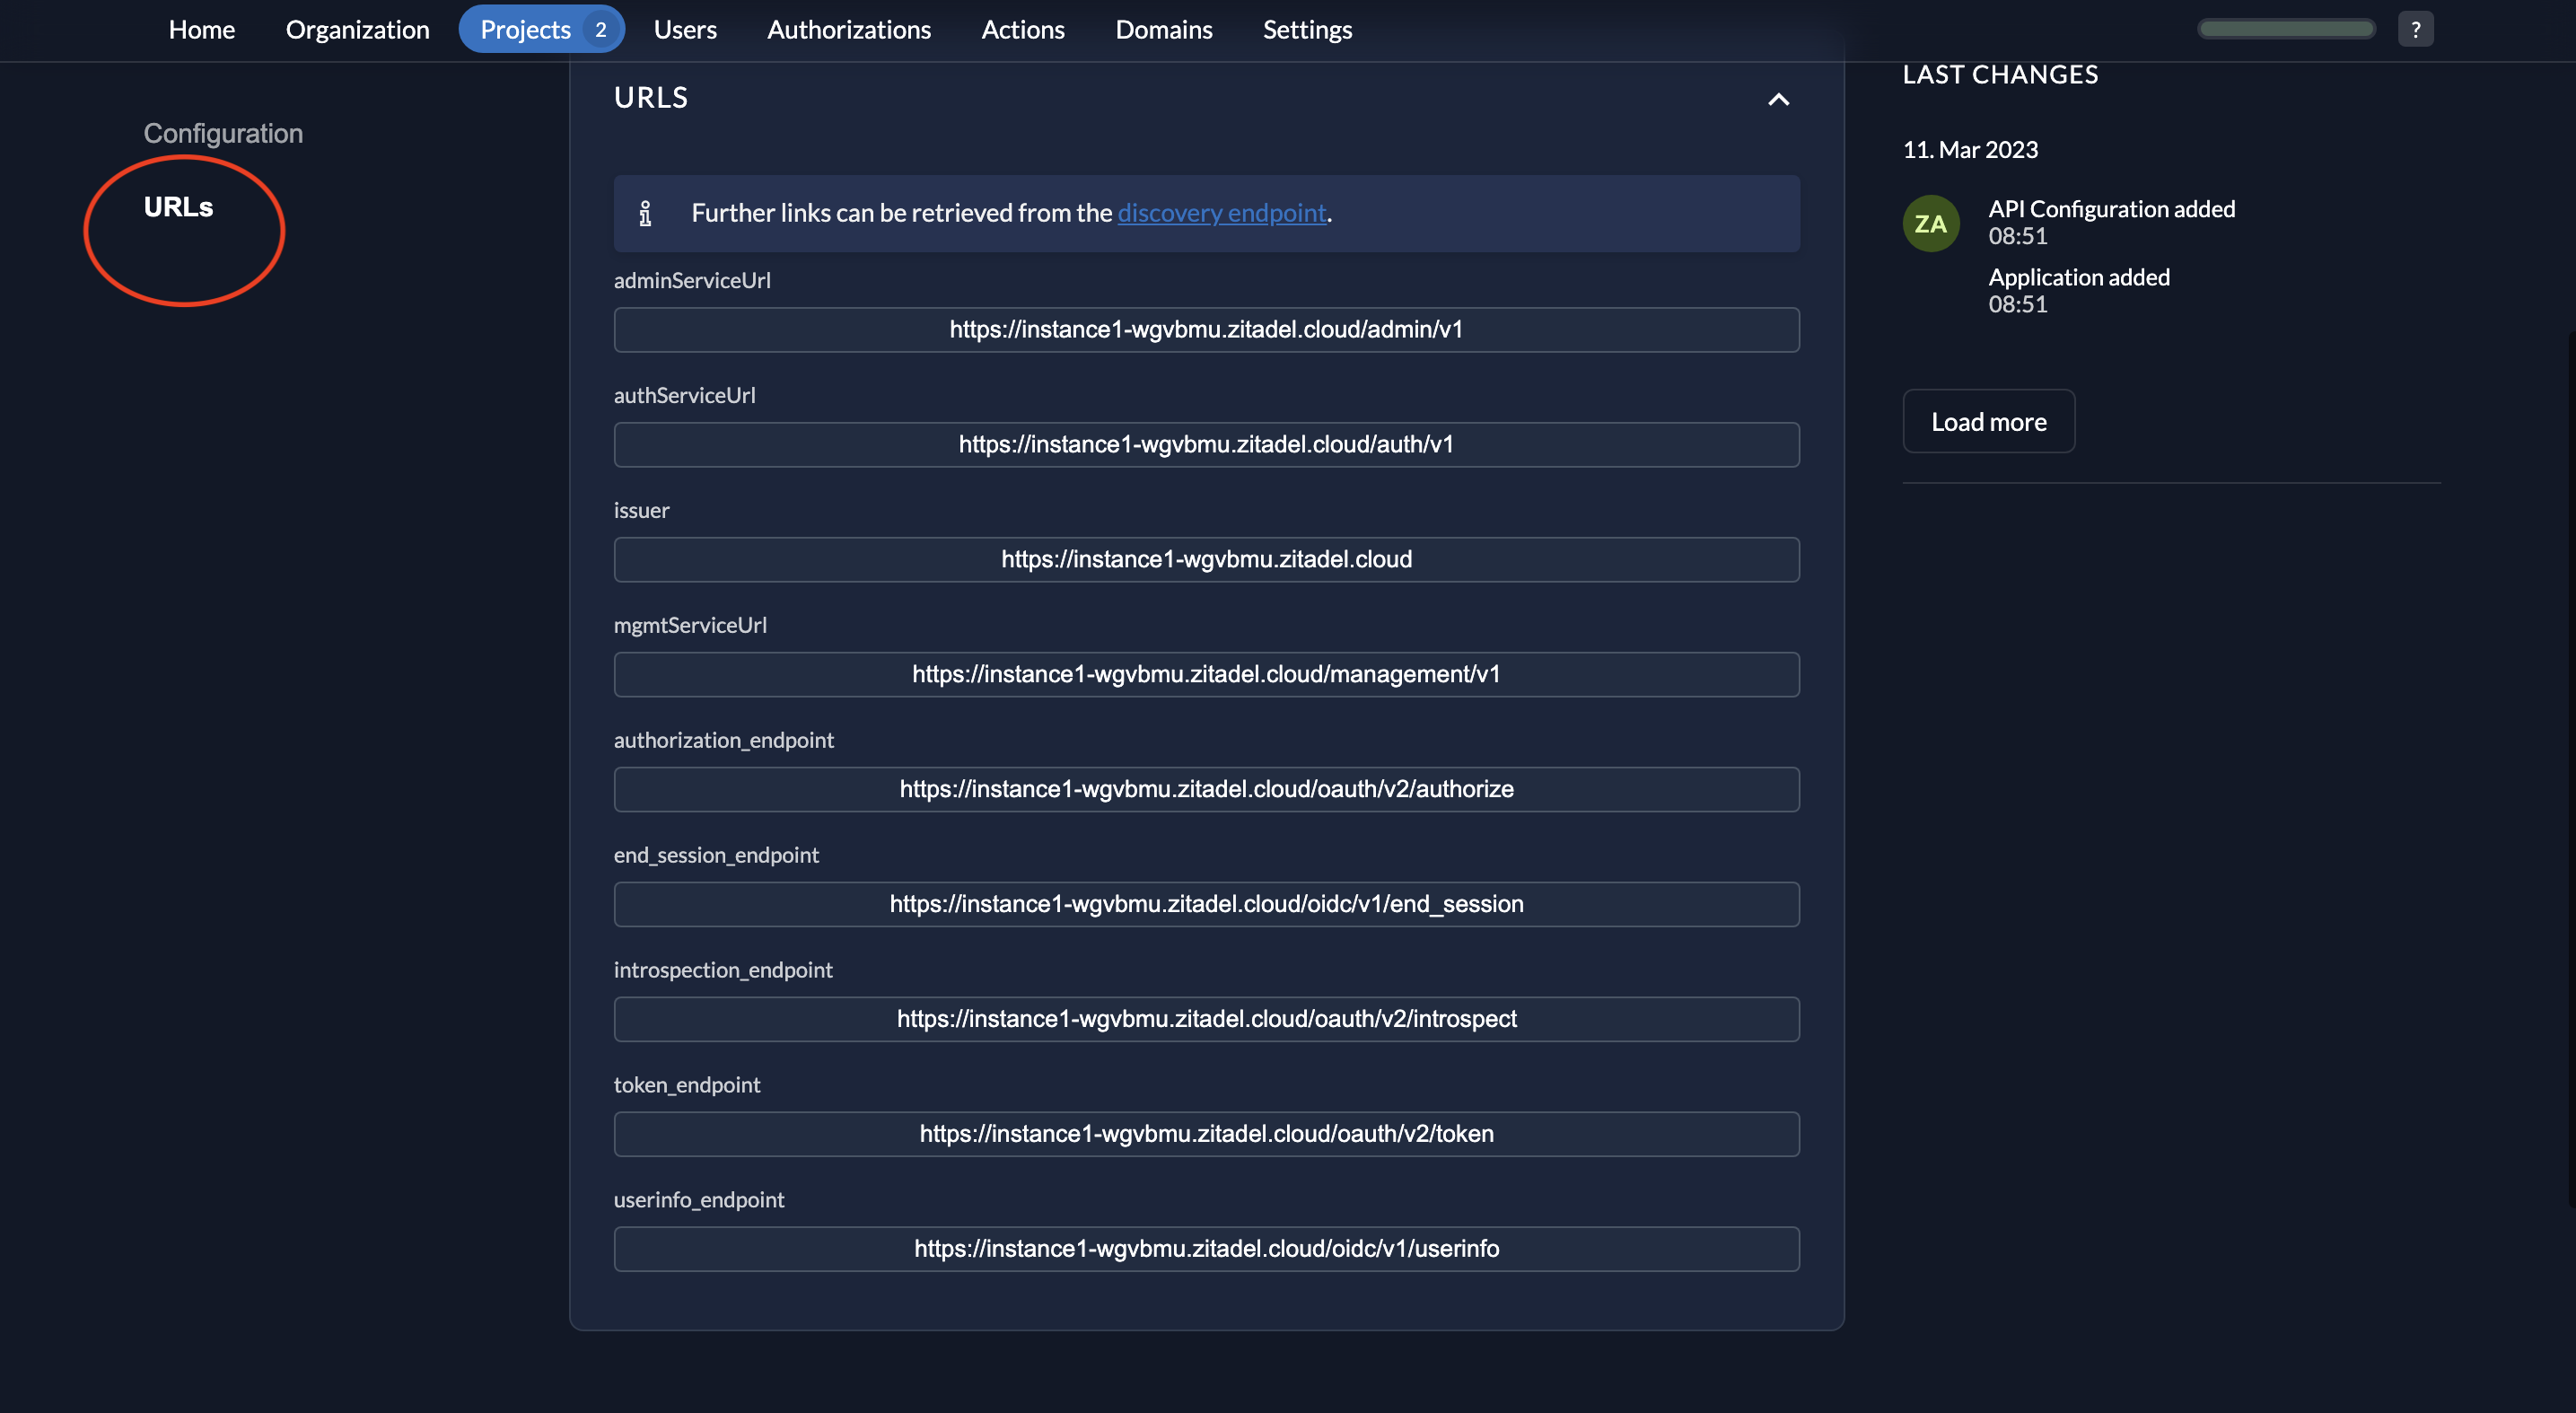 Home Organization Projects 2 Users Authorizations Actions Domains Settings ?
Configuration
URLs
URLS
Further links can be retrieved from the discovery endpoint.
adminServiceUrl
https://instance1-wgvbmu.zitadel.cloud/admin/v1
authServiceUrl
https://instance1-wgvbmu.zitadel.cloud/auth/v1
issuer
https://instance1-wgvbmu.zitadel.cloud
mgmtServiceUrl
https://instance1-wgvbmu.zitadel.cloud/management/v1
authorization_endpoint
https://instance1-wgvbmu.zitadel.cloud/oauth/v2/authorize
end_session_endpoint
https://instance1-wgvbmu.zitadel.cloud/oidc/v1/end_session
introspection_endpoint
https://instance1-wgvbmu.zitadel.cloud/oauth/v2/introspect
token_endpoint
https://instance1-wgvbmu.zitadel.cloud/oauth/v2/token
userinfo_endpoint
https://instance1-wgvbmu.zitadel.cloud/oidc/v1/userinfo
LAST CHANGES
11. Mar 2023
ZA
API Configuration added
08:51
Application added
08:51
Load more